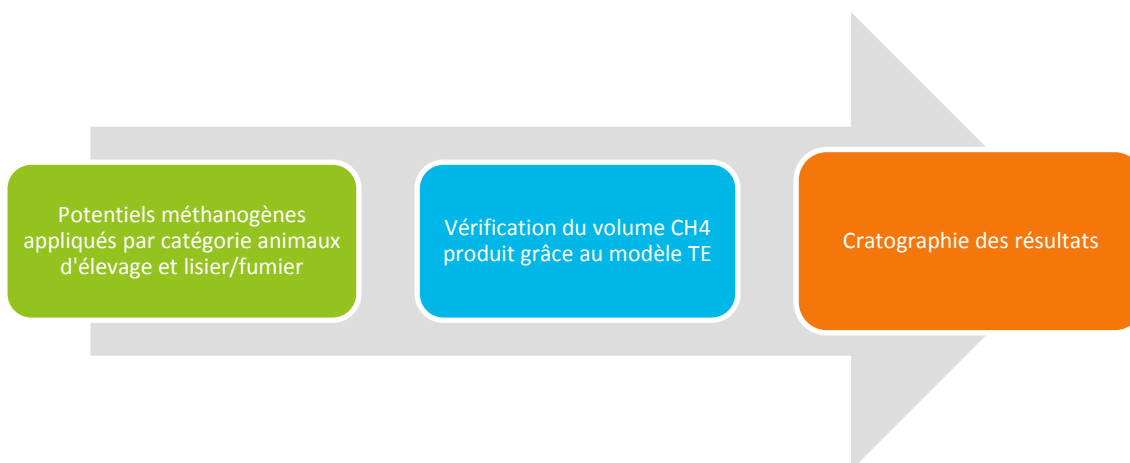 Potentiels méthanogènes
appliqués par catégorie animaux
d'élevage et lisier/fumier
Vérification du volume CH4
produit grâce au modèle TE
Cratographie des résultats